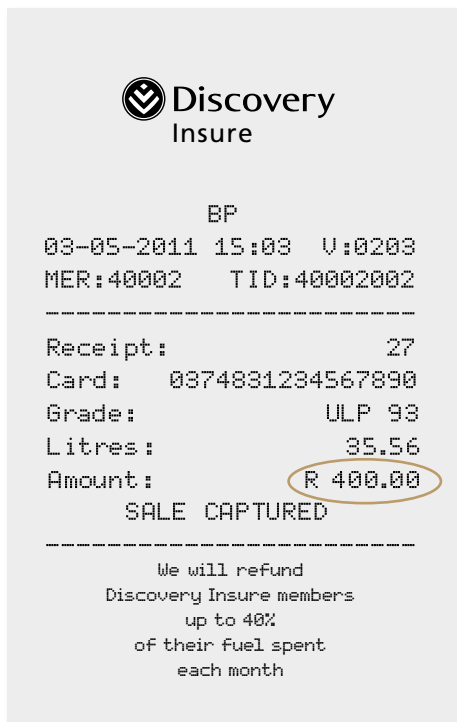 Discovery
Insure
BP
03-05-2011 15:03 V:0203
MER:40002 TID:40002002
Receipt: 27
Card: 0374831234567890
Grade: ULP 93
Litres: 35.56
Amount: R 400.00
SALE CAPTURED
We will refund
Discovery Insure members
up to 40%
of their fuel spent
each month